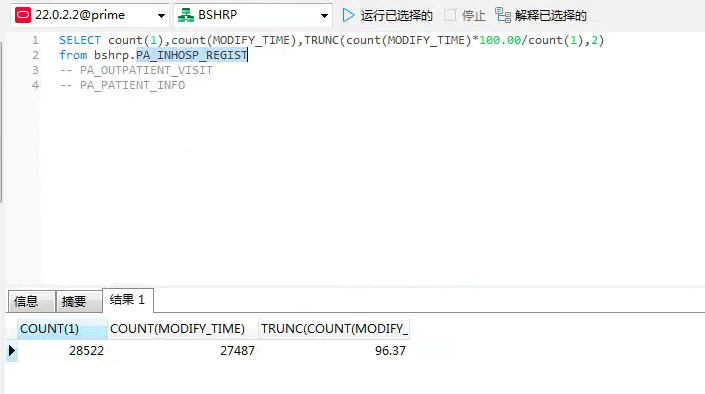 22.0.2.2@prime BSHRP 运行已选择的 停止 解释已选择的
1 SELECT count(1),count(MODIFY_TIME),TRUNC(count(MODIFY_TIME)*100.00/count(1),2)
2 from bshrp.PA_INHOSP_REGIST
3 -- PA_OUTPATIENT_VISIT
4 -- PA_PATIENT_INFO
信息 摘要 结果 1
COUNT(1) COUNT(MODIFY_TIME) TRUNC(COUNT(MODIFY_
28522 27487 96.37